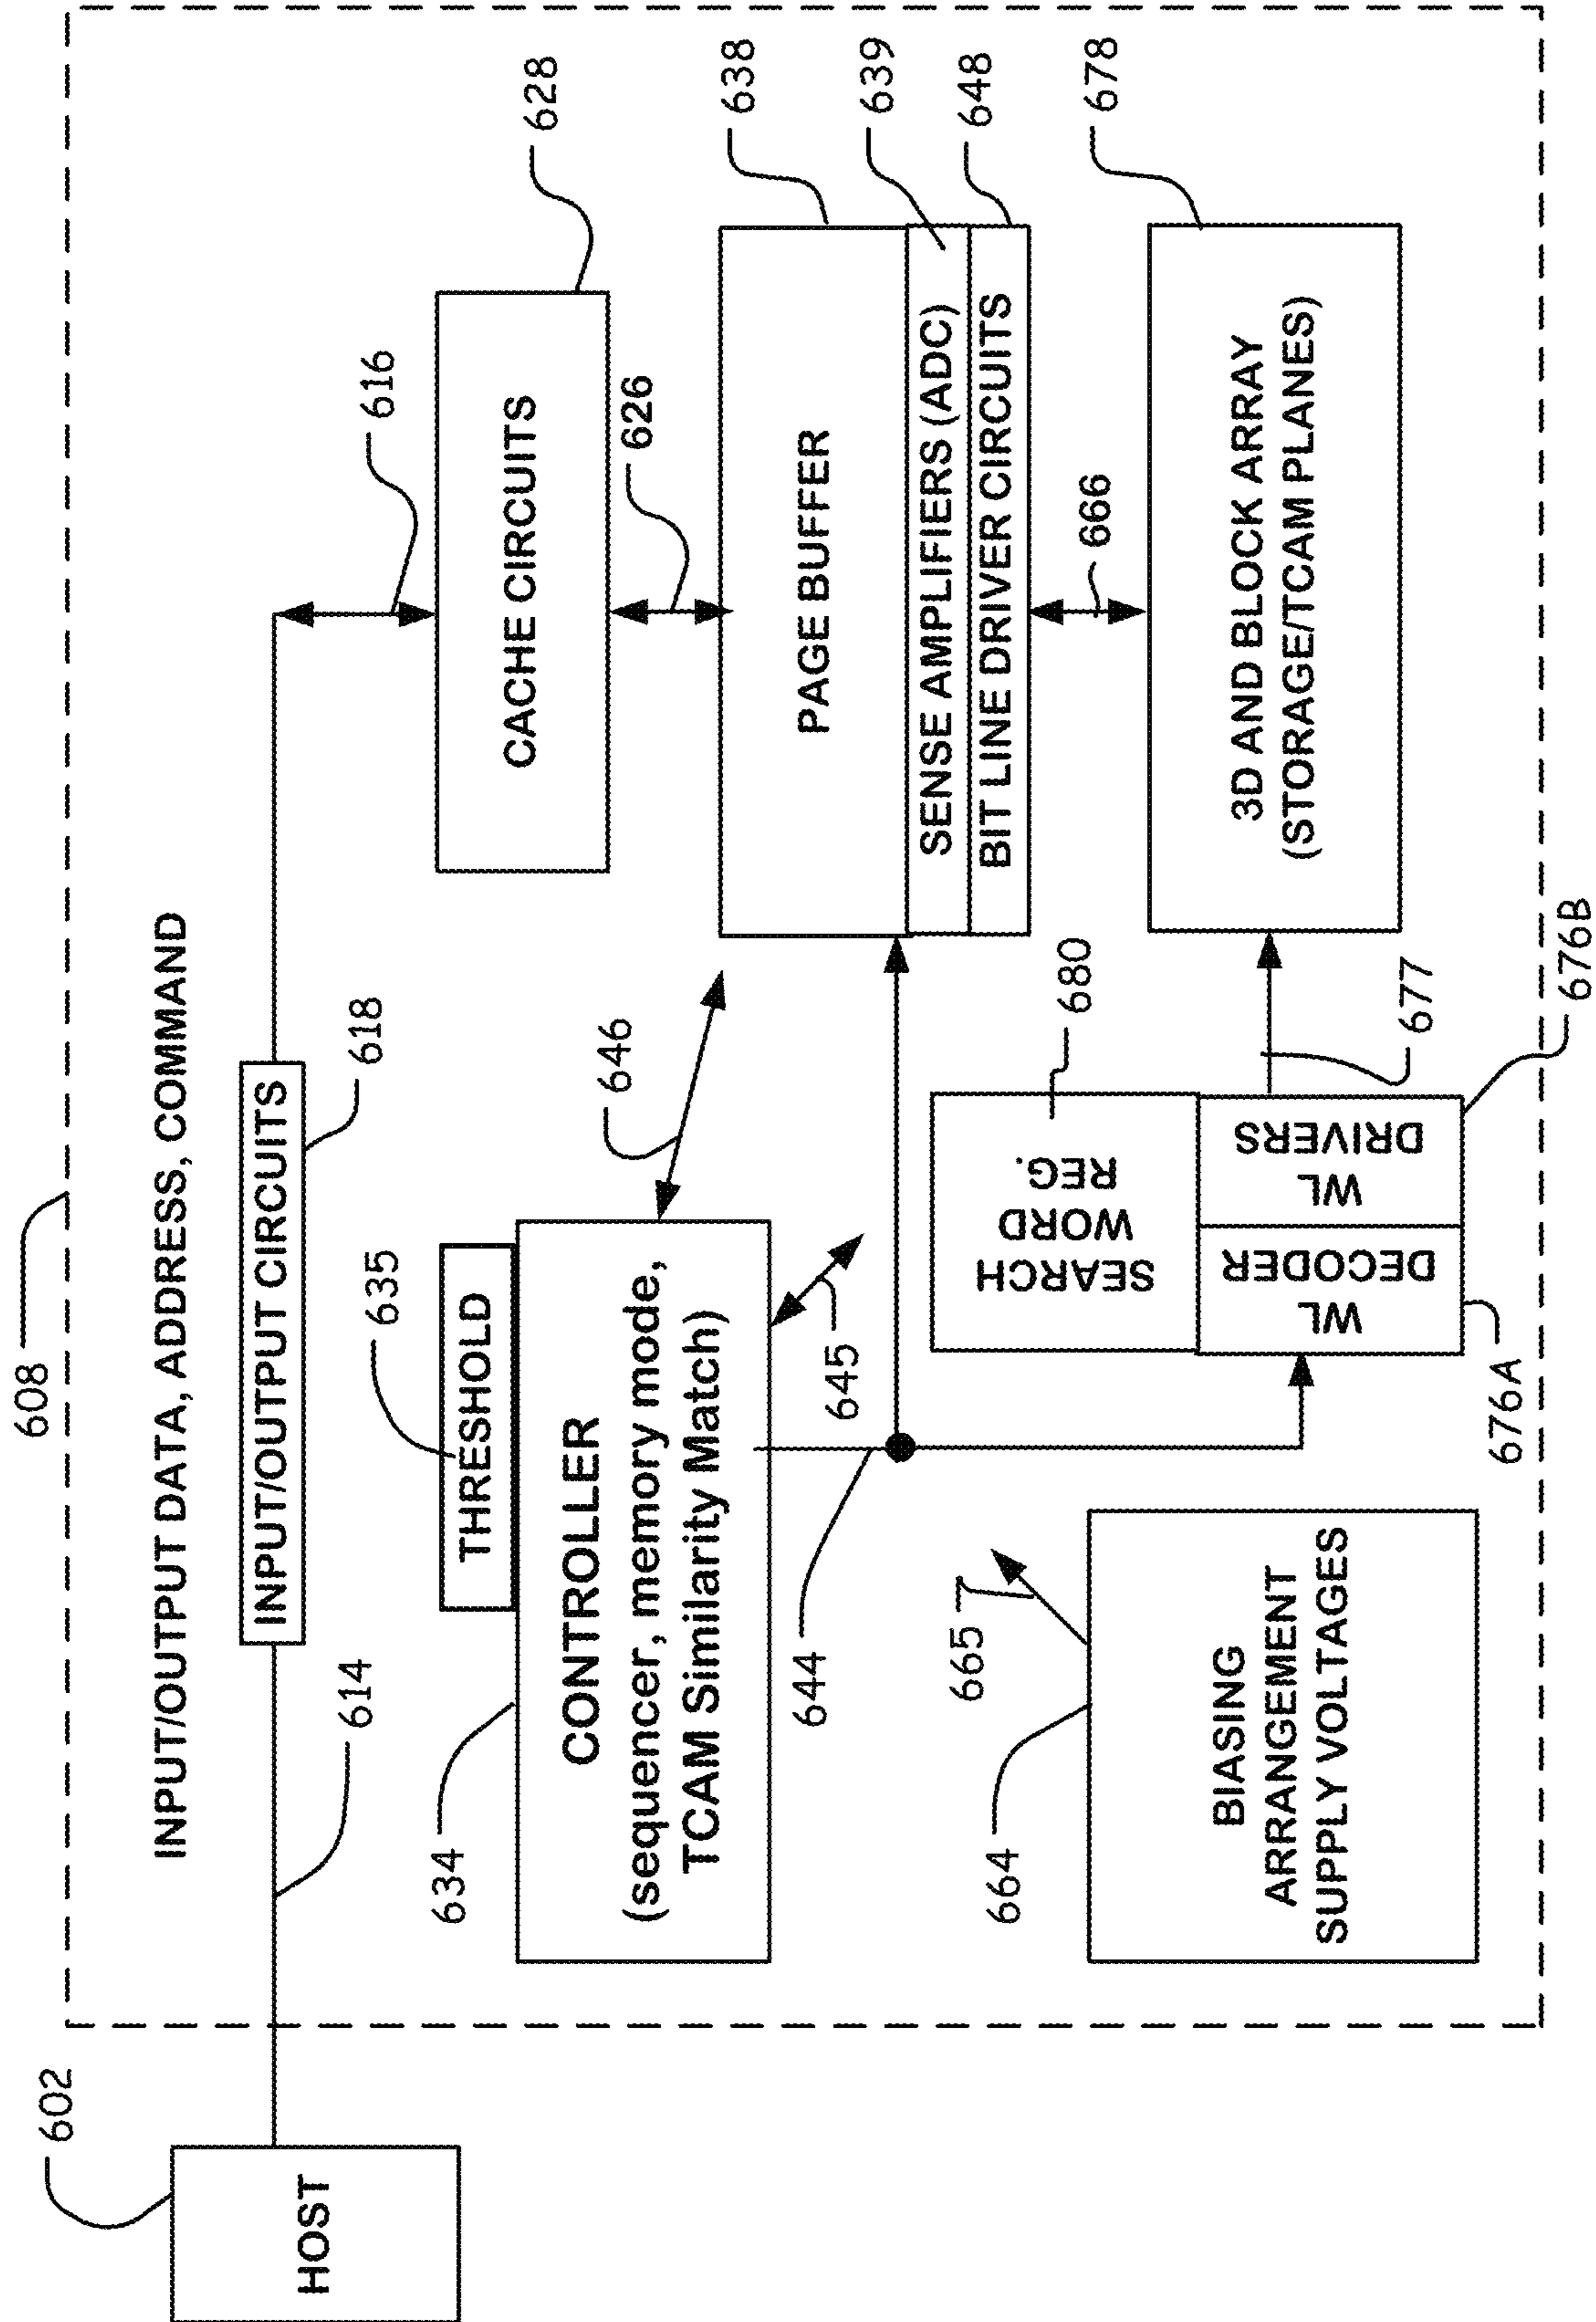 608
INPUT/OUTPUT DATA, ADDRESS, COMMAND
602
HOST
614
INPUT/OUTPUT CIRCUITS
618
616
CACHE CIRCUITS
628
626
634
THRESHOLD
635
CONTROLLER
(sequencer, memory mode,
TCAM Similarity Match)
646
645
644
PAGE BUFFER
638
SENSE AMPLIFIERS (ADC)
639
BIT LINE DRIVER CIRCUITS
648
666
664
665
BIASING
ARRANGEMENT
SUPPLY VOLTAGES
SEARCH
WORD
REG.
680
WL
DECODER
676A
WL
DRIVERS
676B
677
3D AND BLOCK ARRAY
(STORAGE/TCAM PLANES)
678